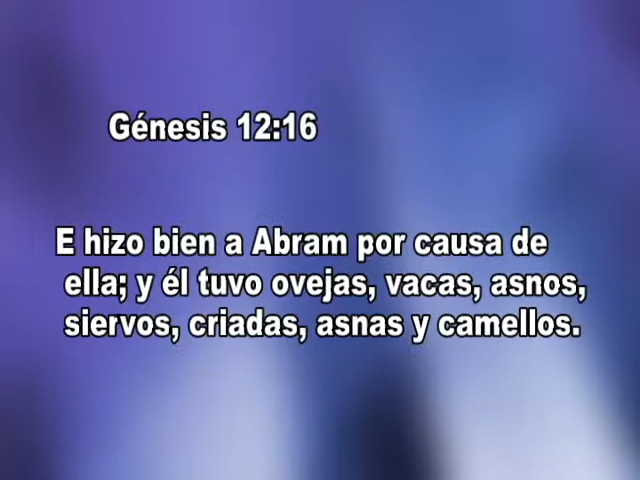 Génesis 12:16
E hizo bien a Abram por causa de
ella; y él tuvo ovejas, vacas, asnos,
siervos, criadas, asnas y camellos.